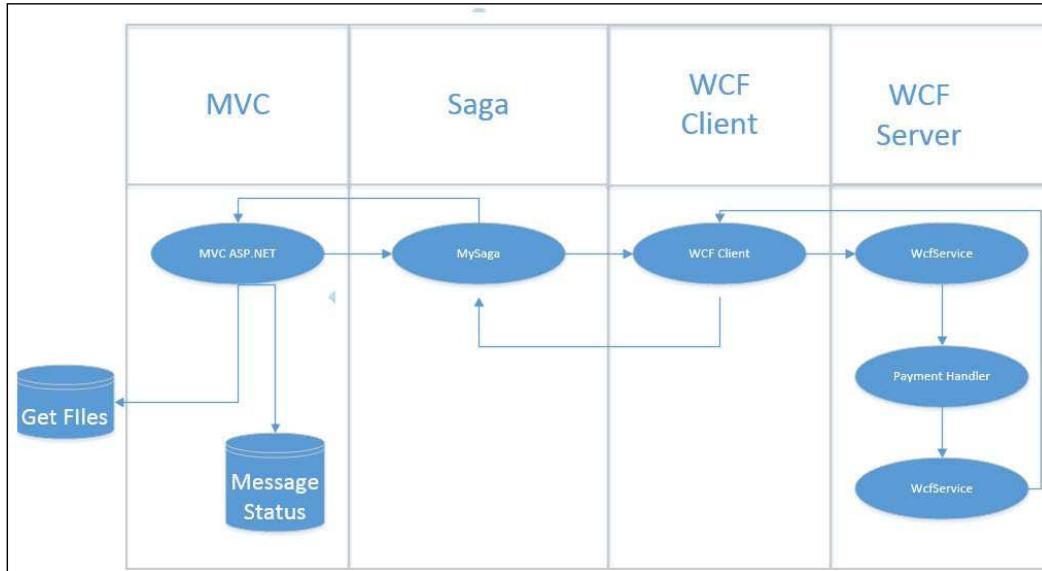 MVC
Saga
WCF
Client
WCF
Server
MVC ASP.NET
MySaga
WCF Client
WcfService
Payment Handler
Get FIles
Message
Status
WcfService